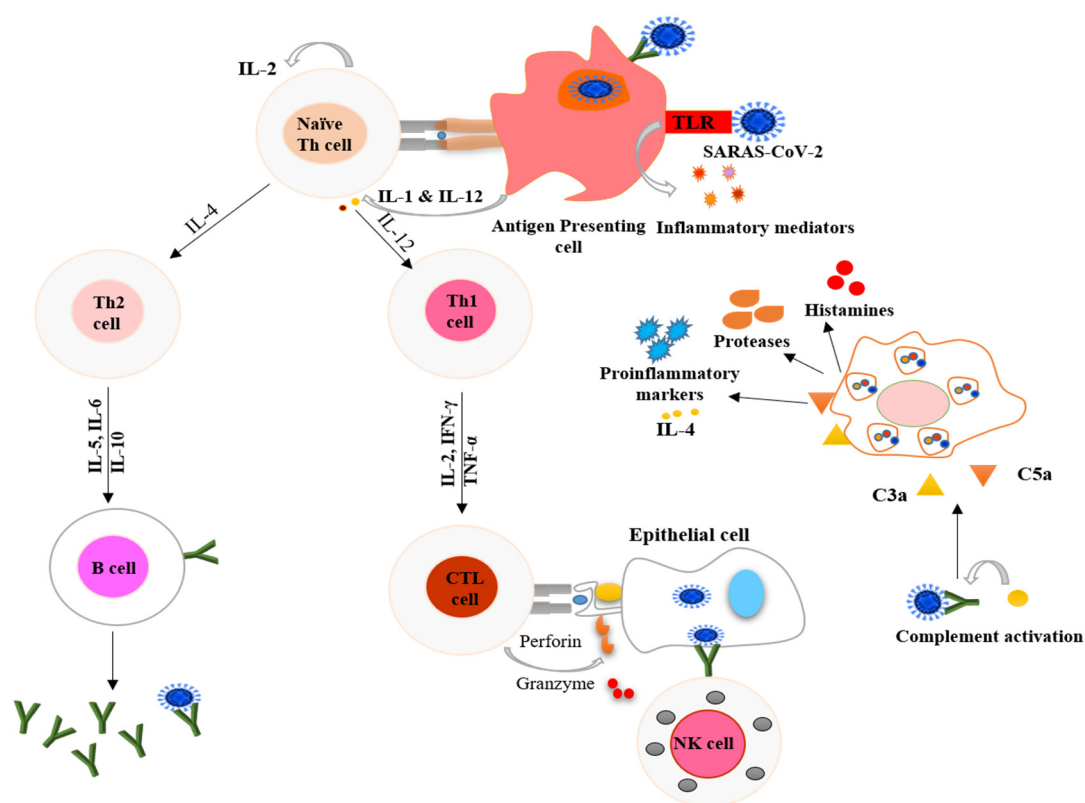 IL-2
Naïve
Th cell
TLR
SARAS-CoV-2
IL-1 & IL-12
Antigen Presenting
cell
Inflammatory mediators
IL-4
IL-12
Th2
cell
Th1
cell
Histamines
Proteases
Proinflammatory
markers
IL-4
IL-5, IL-6
IL-10
IL-2, IFN-γ
TNF-α
C3a
C5a
B cell
CTL
cell
Epithelial cell
Perforin
Granzyme
Complement activation
NK cell